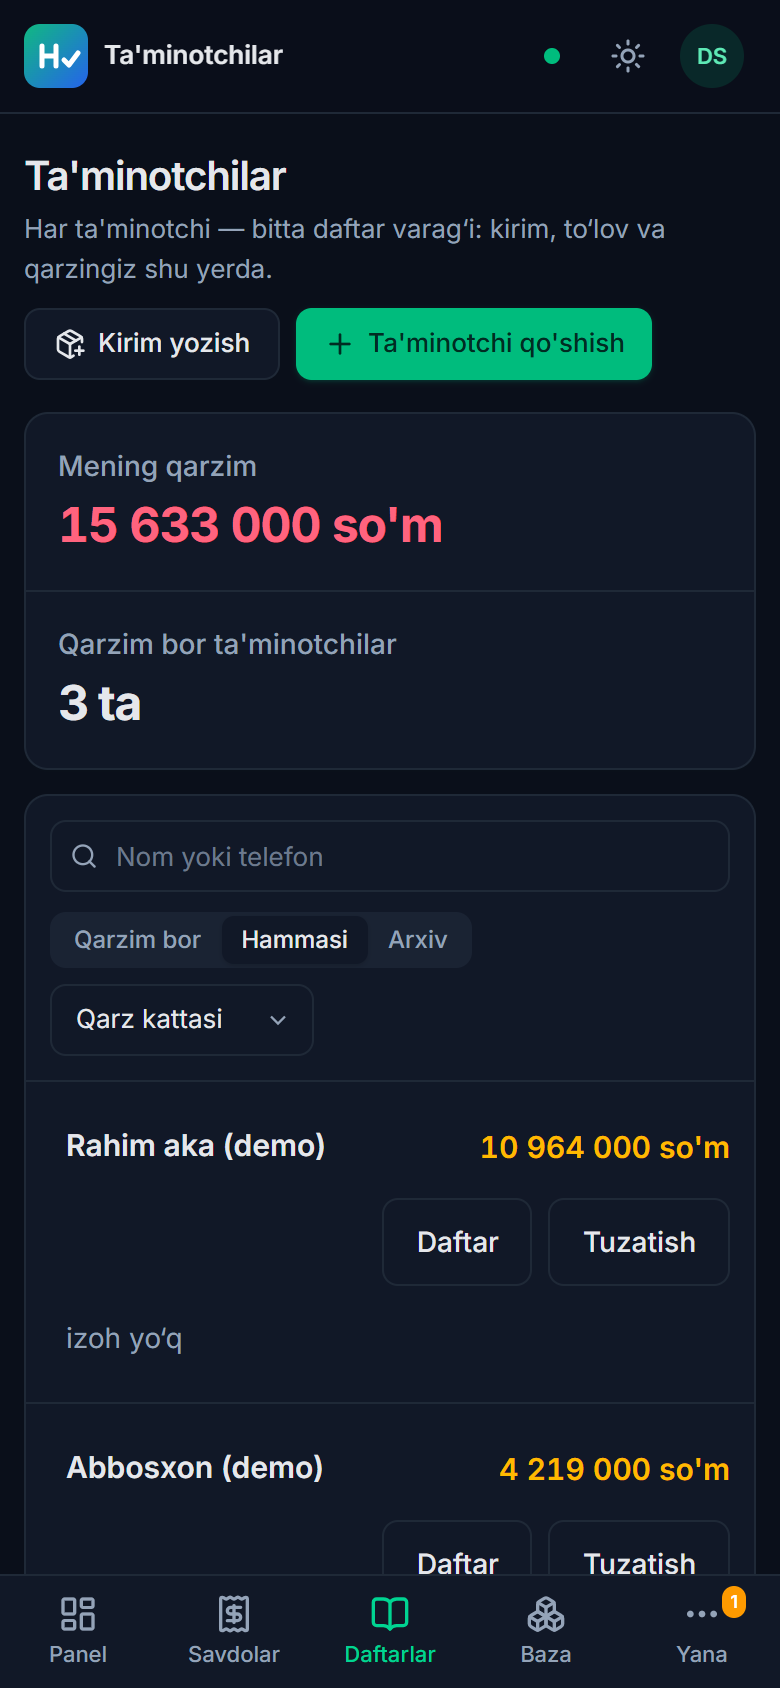 H✓ Ta'minotchilar DS
Ta'minotchilar
Har ta'minotchi — bitta daftar varag‘i: kirim, to‘lov va
qarzingiz shu yerda.
Kirim yozish
Ta'minotchi qo'shish
Mening qarzim
15 633 000 so'm
Qarzim bor ta'minotchilar
3 ta
Nom yoki telefon
Qarzim bor Hammasi Arxiv
Qarz kattasi
Rahim aka (demo) 10 964 000 so'm
Daftar Tuzatish
izoh yo‘q
Abbosxon (demo) 4 219 000 so'm
Daftar Tuzatish
1
Panel Savdolar Daftarlar Baza Yana